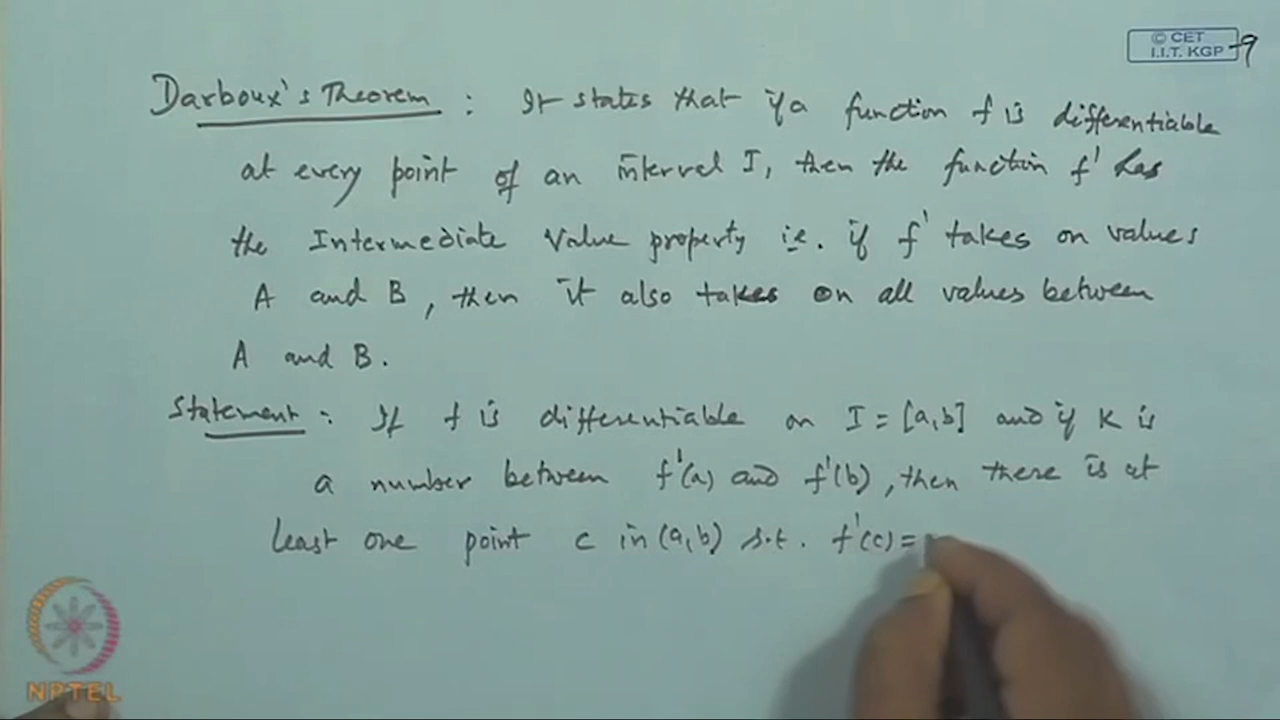 © CET
I.I.T. KGP
-9
Darboux's Theorem : It states that if a function f is differentiable
at every point of an interval I, then the function f' has
the Intermediate Value property i.e. if f' takes on values
A and B, then it also takes on all values between
A and B.
Statement : If f is differentiable on I = [a,b] and if K is
a number between f'(a) and f'(b), then there is at
least one point c in (a,b) s.t. f'(c) =
NPTEL